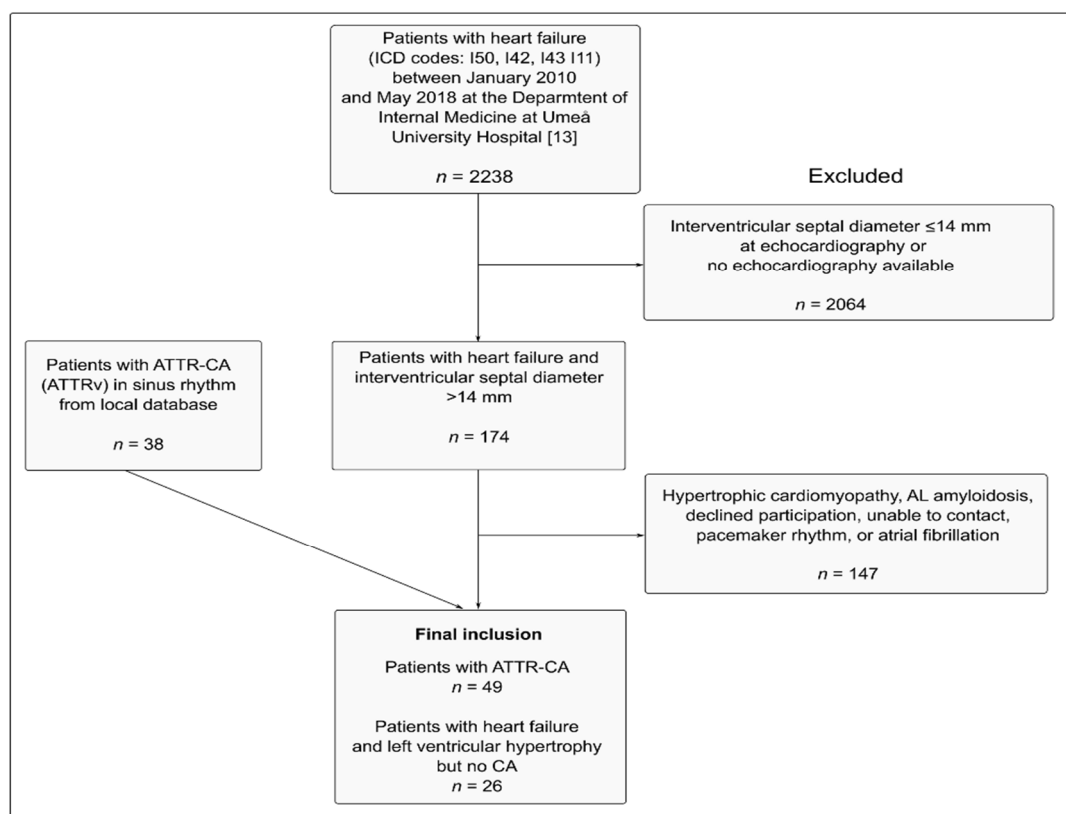 Patients with heart failure
(ICD codes: I50, I42, I43 I11)
between January 2010
and May 2018 at the Deparmtent of
Internal Medicine at Umeå
University Hospital [13]
n = 2238
Excluded
Interventricular septal diameter ≤14 mm
at echocardiography or
no echocardiography available
n = 2064
Patients with ATTR-CA
(ATTRv) in sinus rhythm
from local database
n = 38
Patients with heart failure and
interventricular septal diameter
>14 mm
n = 174
Hypertrophic cardiomyopathy, AL amyloidosis,
declined participation, unable to contact,
pacemaker rhythm, or atrial fibrillation
n = 147
Final inclusion
Patients with ATTR-CA
n = 49
Patients with heart failure
and left ventricular hypertrophy
but no CA
n = 26